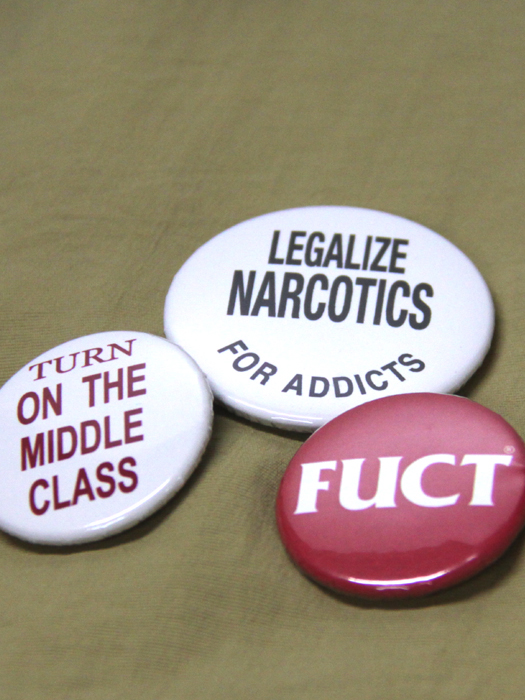 LEGALIZE
NARCOTICS
FOR ADDICTS
TURN
ON THE
MIDDLE
CLASS
FUCT®